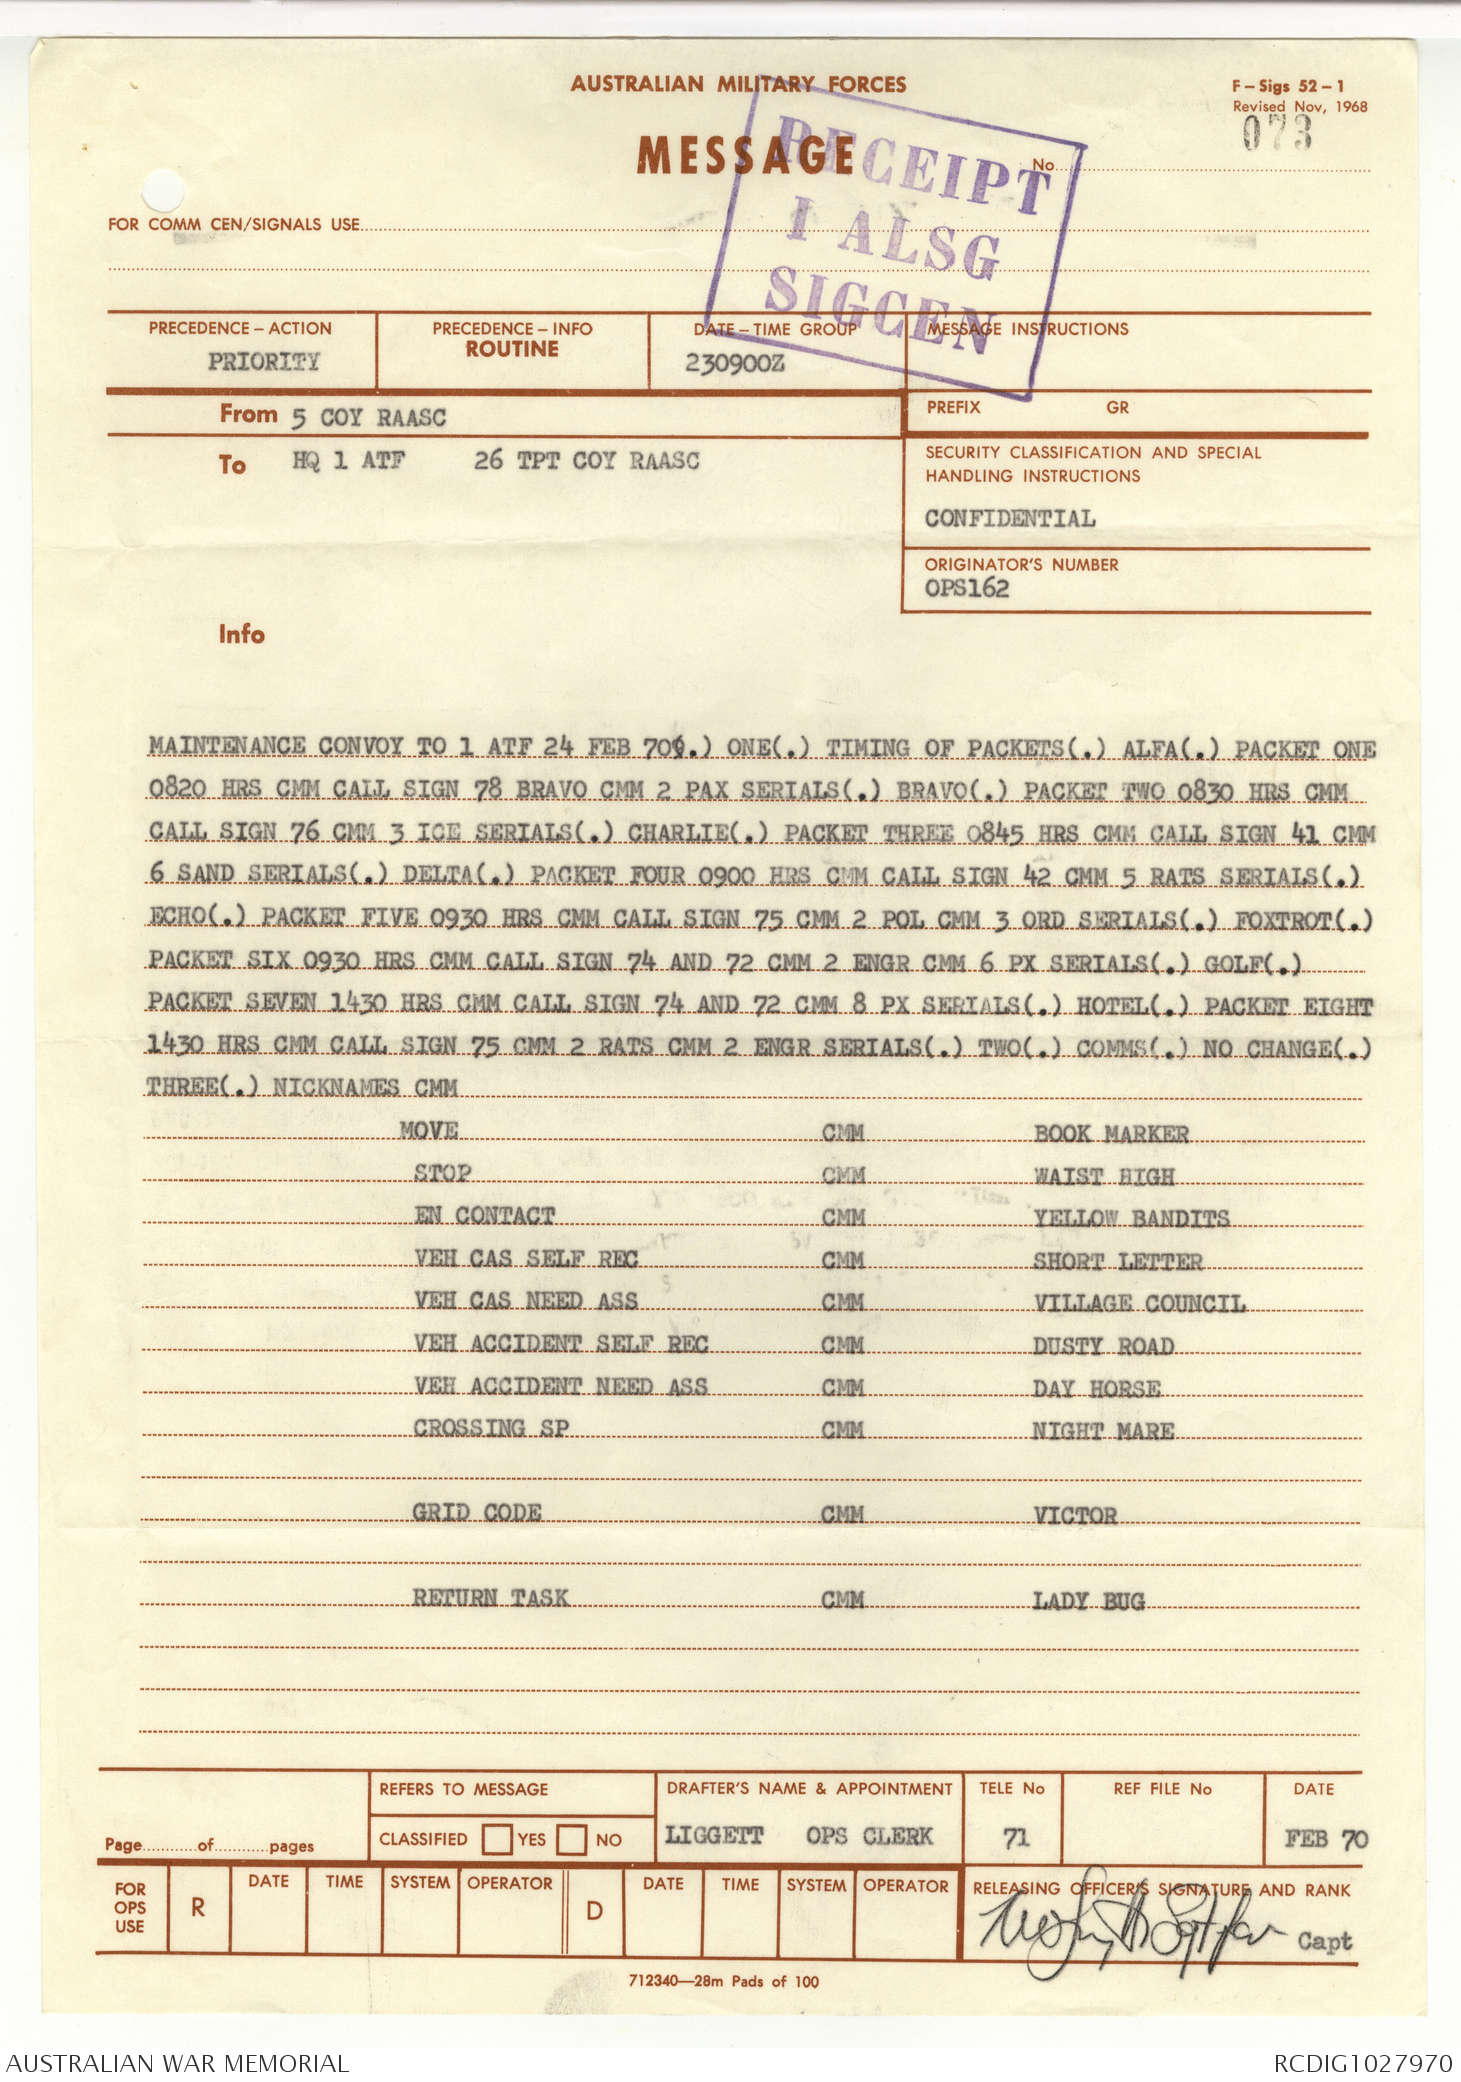 AUSTRALIAN MILITARY FORCES
F – Sigs 52 – 1
Revised Nov, 1968
MESSAGE
No 073
RECEIPT
I ALSG
SIGCEN
FOR COMM CEN/SIGNALS USE
PRECEDENCE – ACTION PRECEDENCE – INFO DATE – TIME GROUP MESSAGE INSTRUCTIONS
PRIORITY ROUTINE 230900Z
From 5 COY RAASC
PREFIX GR
To HQ 1 ATF 26 TPT COY RAASC
SECURITY CLASSIFICATION AND SPECIAL
HANDLING INSTRUCTIONS
CONFIDENTIAL
ORIGINATOR'S NUMBER
OPS162
Info
MAINTENANCE CONVOY TO 1 ATF 24 FEB 70(.) ONE(.) TIMING OF PACKETS(.) ALFA(.) PACKET ONE
0820 HRS CMM CALL SIGN 78 BRAVO CMM 2 PAX SERIALS(.) BRAVO(.) PACKET TWO 0830 HRS CMM
CALL SIGN 76 CMM 3 ICE SERIALS(.) CHARLIE(.) PACKET THREE 0845 HRS CMM CALL SIGN 41 CMM
6 SAND SERIALS(.) DELTA(.) PACKET FOUR 0900 HRS CMM CALL SIGN 42 CMM 5 RATS SERIALS(.)
ECHO(.) PACKET FIVE 0930 HRS CMM CALL SIGN 75 CMM 2 POL CMM 3 ORD SERIALS(.) FOXTROT(.)
PACKET SIX 0930 HRS CMM CALL SIGN 74 AND 72 CMM 2 ENGR CMM 6 PX SERIALS(.) GOLF(.)
PACKET SEVEN 1430 HRS CMM CALL SIGN 74 AND 72 CMM 8 PX SERIALS(.) HOTEL(.) PACKET EIGHT
1430 HRS CMM CALL SIGN 75 CMM 2 RATS CMM 2 ENGR SERIALS(.) TWO(.) COMMS(.) NO CHANGE(.)
THREE(.) NICKNAMES CMM
MOVE CMM BOOK MARKER
STOP CMM WAIST HIGH
EN CONTACT CMM YELLOW BANDITS
VEH CAS SELF REC CMM SHORT LETTER
VEH CAS NEED ASS CMM VILLAGE COUNCIL
VEH ACCIDENT SELF REC CMM DUSTY ROAD
VEH ACCIDENT NEED ASS CMM DAY HORSE
CROSSING SP CMM NIGHT MARE
GRID CODE CMM VICTOR
RETURN TASK CMM LADY BUG
REFERS TO MESSAGE DRAFTER'S NAME & APPOINTMENT TELE No REF FILE No DATE
Page of pages CLASSIFIED YES NO LIGGETT OPS CLERK 71 FEB 70
FOR OPS USE R DATE TIME SYSTEM OPERATOR D DATE TIME SYSTEM OPERATOR RELEASING OFFICER'S SIGNATURE AND RANK
Capt
712340—28m Pads of 100
AUSTRALIAN WAR MEMORIAL RCDIG1027970